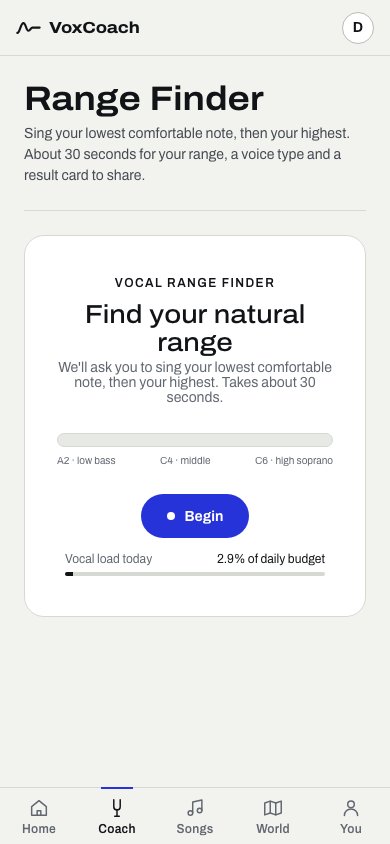 VoxCoach
D
Range Finder
Sing your lowest comfortable note, then your highest.
About 30 seconds for your range, a voice type and a
result card to share.
VOCAL RANGE FINDER
Find your natural
range
We'll ask you to sing your lowest comfortable
note, then your highest. Takes about 30
seconds.
A2 · low bass
C4 · middle
C6 · high soprano
Begin
Vocal load today
2.9% of daily budget
Home
Coach
Songs
World
You